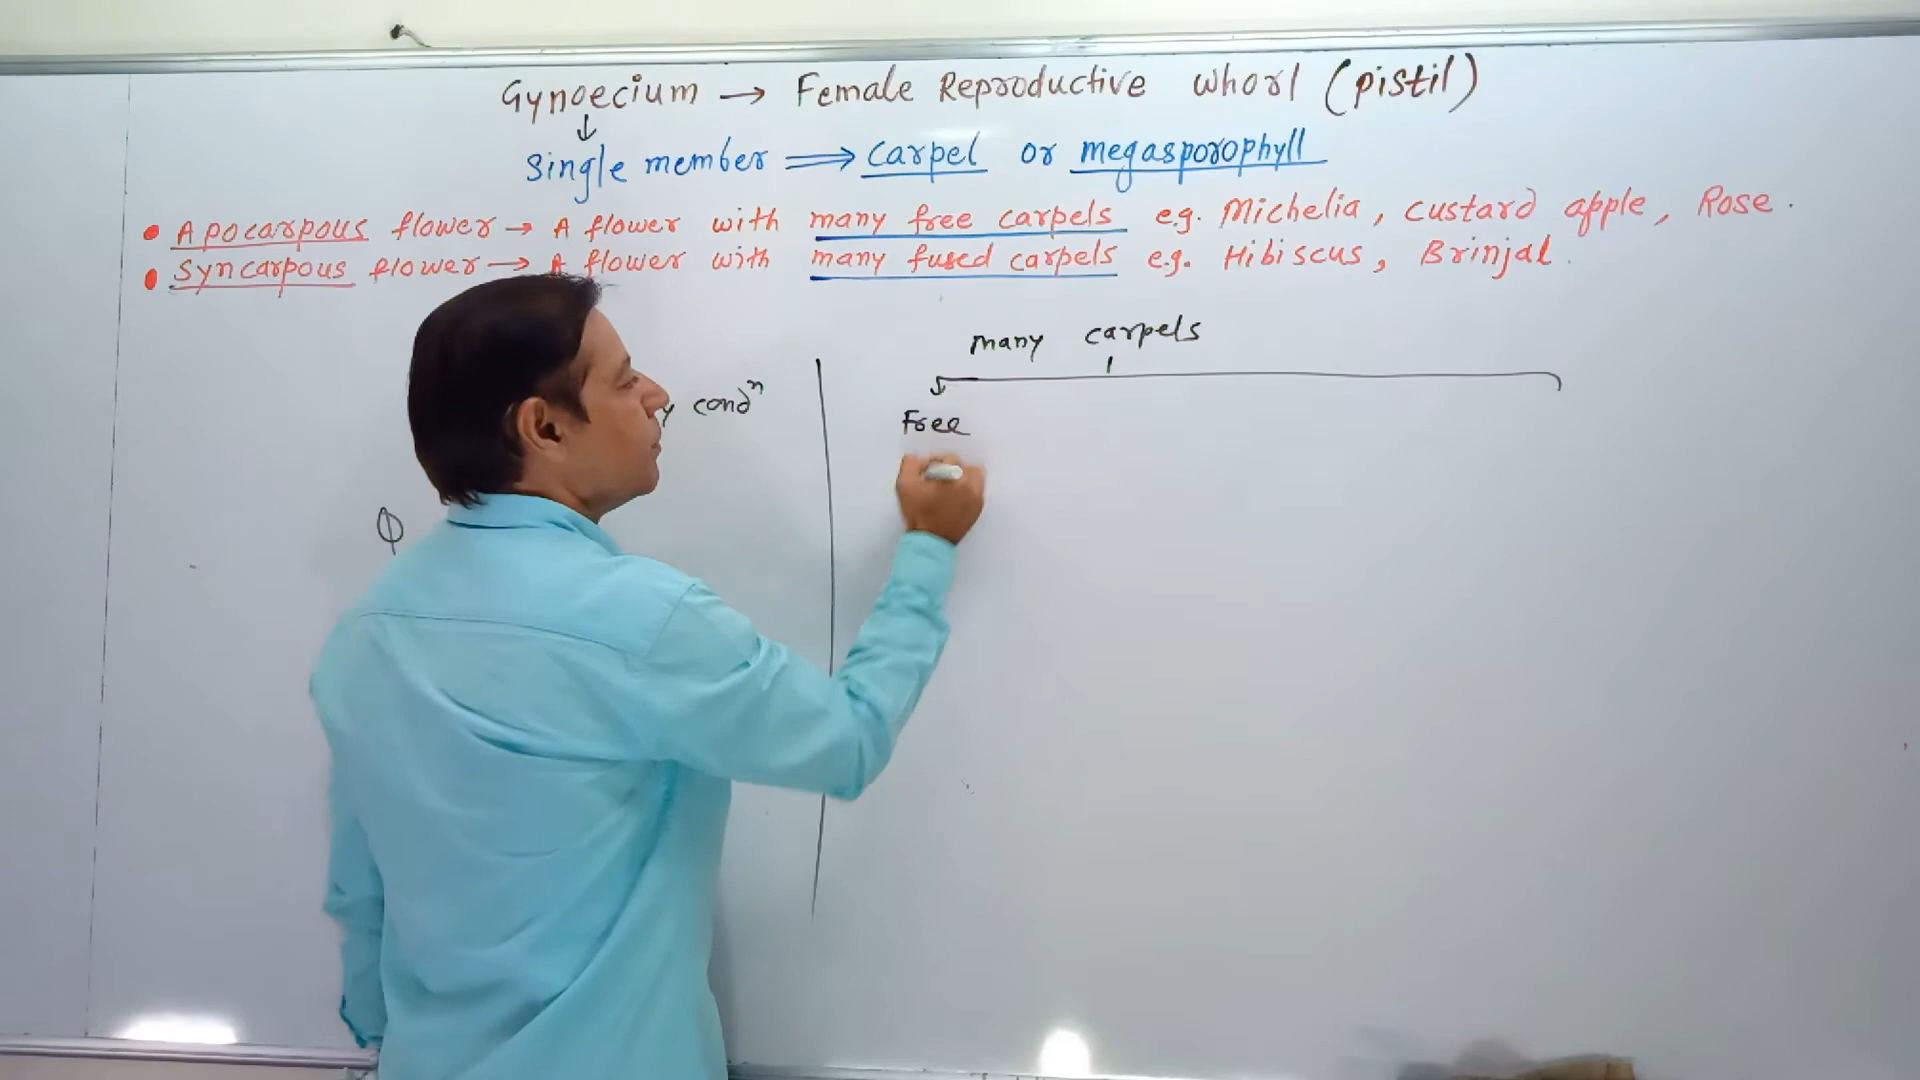 Gynoecium → Female Reproductive whorl (pistil)
↓
Single member ⟹ carpel or megasporophyll
• Apocarpous flower → A flower with many free carpels e.g. Michelia, custard apple, Rose.
• Syncarpous flower → A flower with many fused carpels e.g. Hibiscus, Brinjal.
many carpels
condⁿ
Free